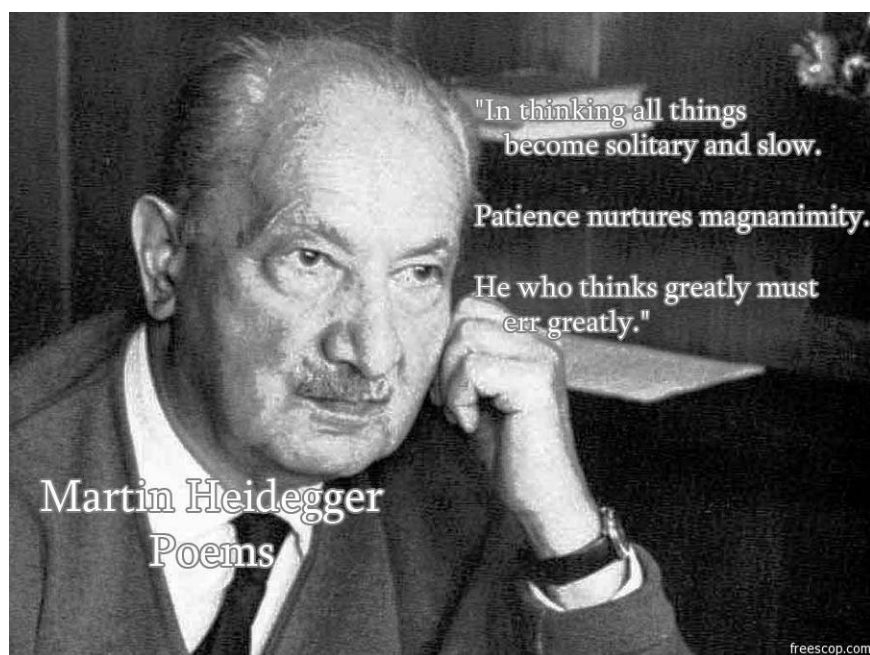 "In thinking all things
become solitary and slow.
Patience nurtures magnanimity.
He who thinks greatly must
err greatly."
Martin Heidegger
Poems
freescop.com